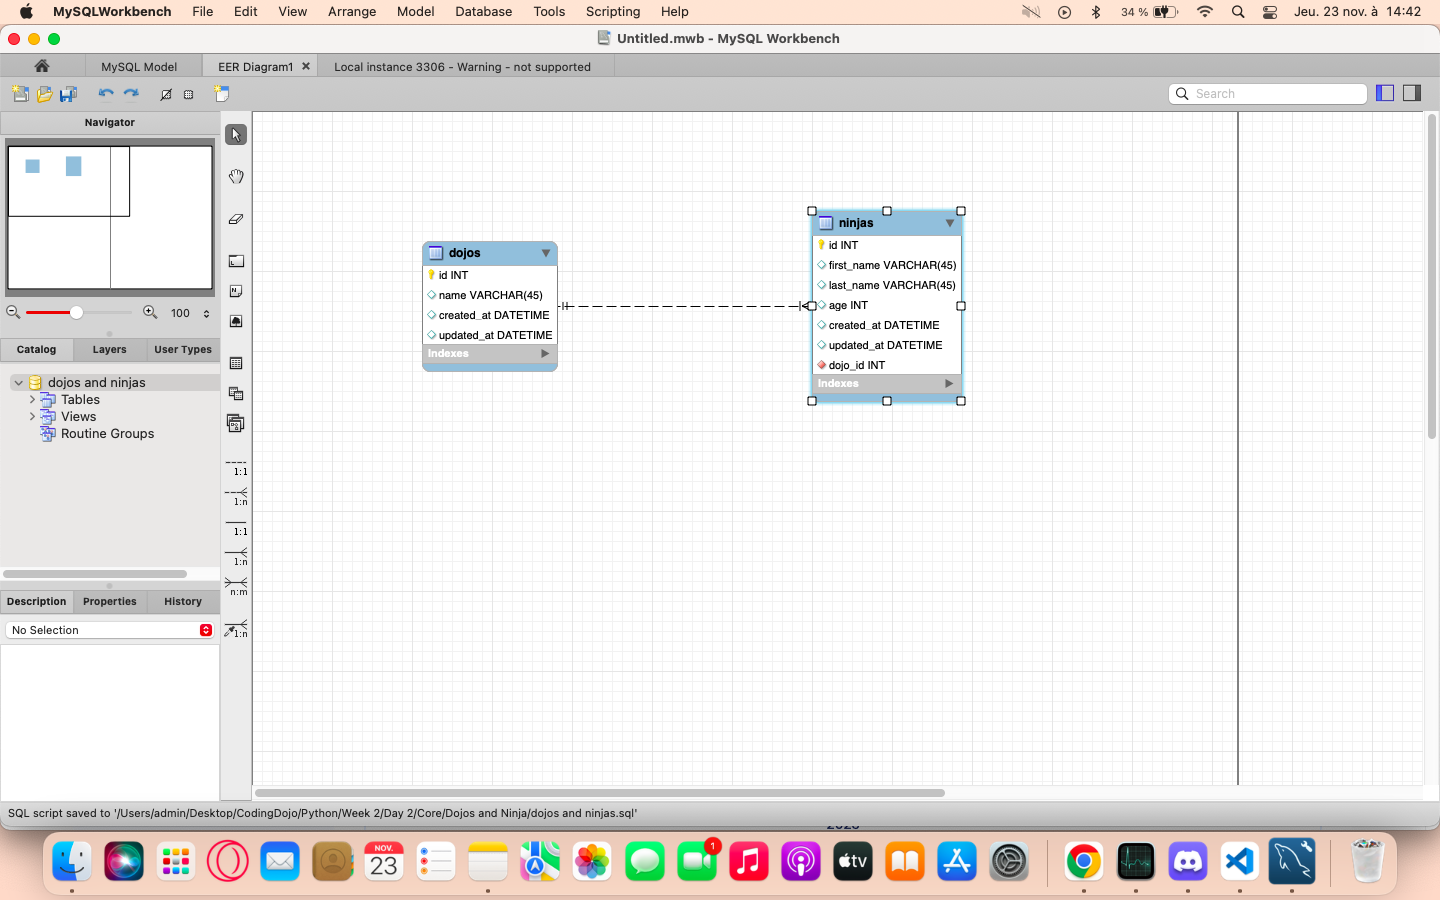 MySQLWorkbench File Edit View Arrange Model Database Tools Scripting Help 34 % Jeu. 23 nov. à 14:42
Untitled.mwb - MySQL Workbench
MySQL Model EER Diagram1 Local instance 3306 - Warning - not supported
Search
Navigator
100
Catalog Layers User Types
dojos and ninjas
Tables
Views
Routine Groups
Description Properties History
No Selection
1:1
1:n
1:1
1:n
n:m
1:n
dojos
id INT
name VARCHAR(45)
created_at DATETIME
updated_at DATETIME
Indexes
ninjas
id INT
first_name VARCHAR(45)
last_name VARCHAR(45)
age INT
created_at DATETIME
updated_at DATETIME
dojo_id INT
Indexes
SQL script saved to '/Users/admin/Desktop/CodingDojo/Python/Week 2/Day 2/Core/Dojos and Ninja/dojos and ninjas.sql'
NOV.
23
1
tv